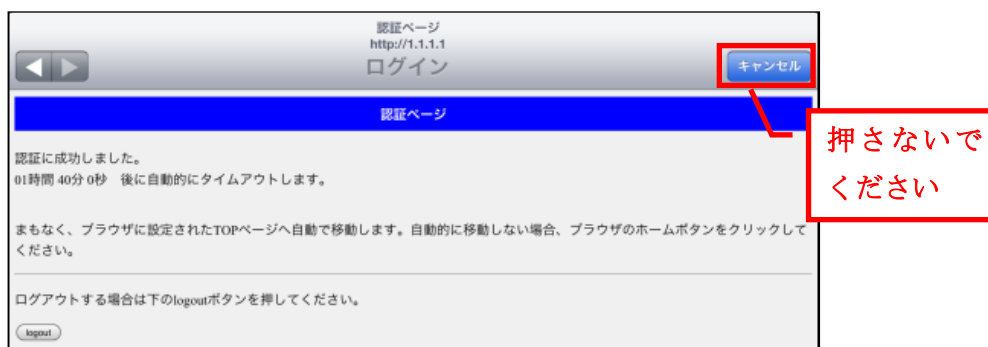 認証ページ
http://1.1.1.1
ログイン
キャンセル
認証ページ
押さないで
ください
認証に成功しました。
01時間 40分 0秒　後に自動的にタイムアウトします。
まもなく、ブラウザに設定されたTOPページへ自動で移動します。自動的に移動しない場合、ブラウザのホームボタンをクリックして
ください。
ログアウトする場合は下のlogoutボタンを押してください。
logout